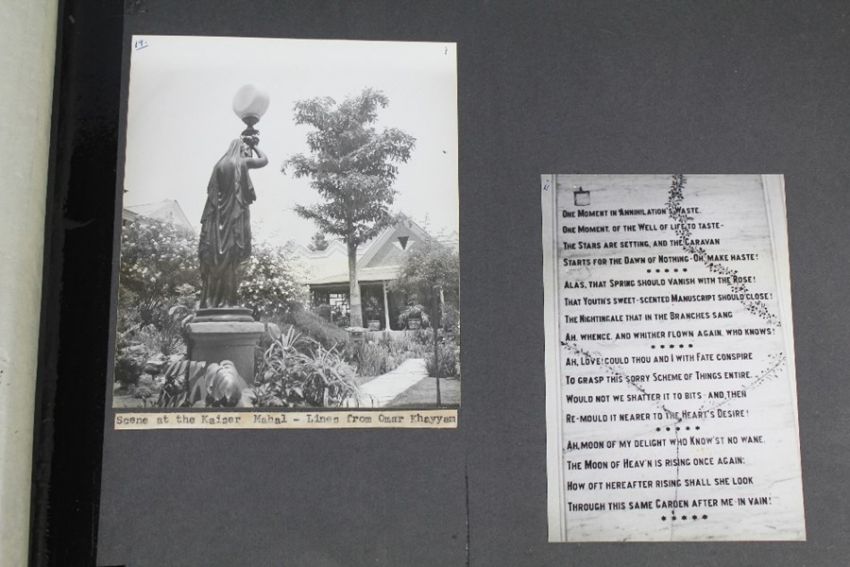 19.
Scene at the Kaiser Mahal - Lines from Omar Khayyam
ONE MOMENT IN ANNIHILATION'S WASTE,
ONE MOMENT, OF THE WELL OF LIFE TO TASTE-
THE STARS ARE SETTING, AND THE CARAVAN
STARTS FOR THE DAWN OF NOTHING-OH, MAKE HASTE!
*****
ALAS, THAT SPRING SHOULD VANISH WITH THE ROSE!
THAT YOUTH'S SWEET-SCENTED MANUSCRIPT SHOULD CLOSE!
THE NIGHTINGALE THAT IN THE BRANCHES SANG
AH, WHENCE, AND WHITHER FLOWN AGAIN, WHO KNOWS!
*****
AH, LOVE! COULD THOU AND I WITH FATE CONSPIRE
TO GRASP THIS SORRY SCHEME OF THINGS ENTIRE,
WOULD NOT WE SHATTER IT TO BITS-AND THEN
RE-MOULD IT NEARER TO THE HEART'S DESIRE!
*****
AH, MOON OF MY DELIGHT WHO KNOW'ST NO WANE,
THE MOON OF HEAV'N IS RISING ONCE AGAIN:
HOW OFT HEREAFTER RISING SHALL SHE LOOK
THROUGH THIS SAME GARDEN AFTER ME-IN VAIN!
*****